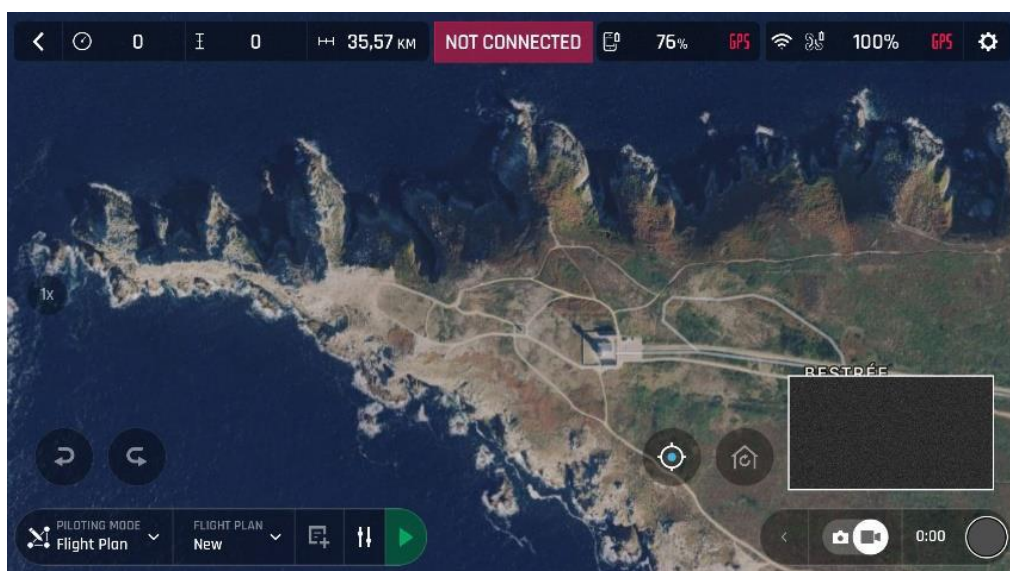 0
0
35,57 KM
NOT CONNECTED
76%
GPS
100%
GPS
1x
BESTRÉE
PILOTING MODE
Flight Plan
FLIGHT PLAN
New
0:00